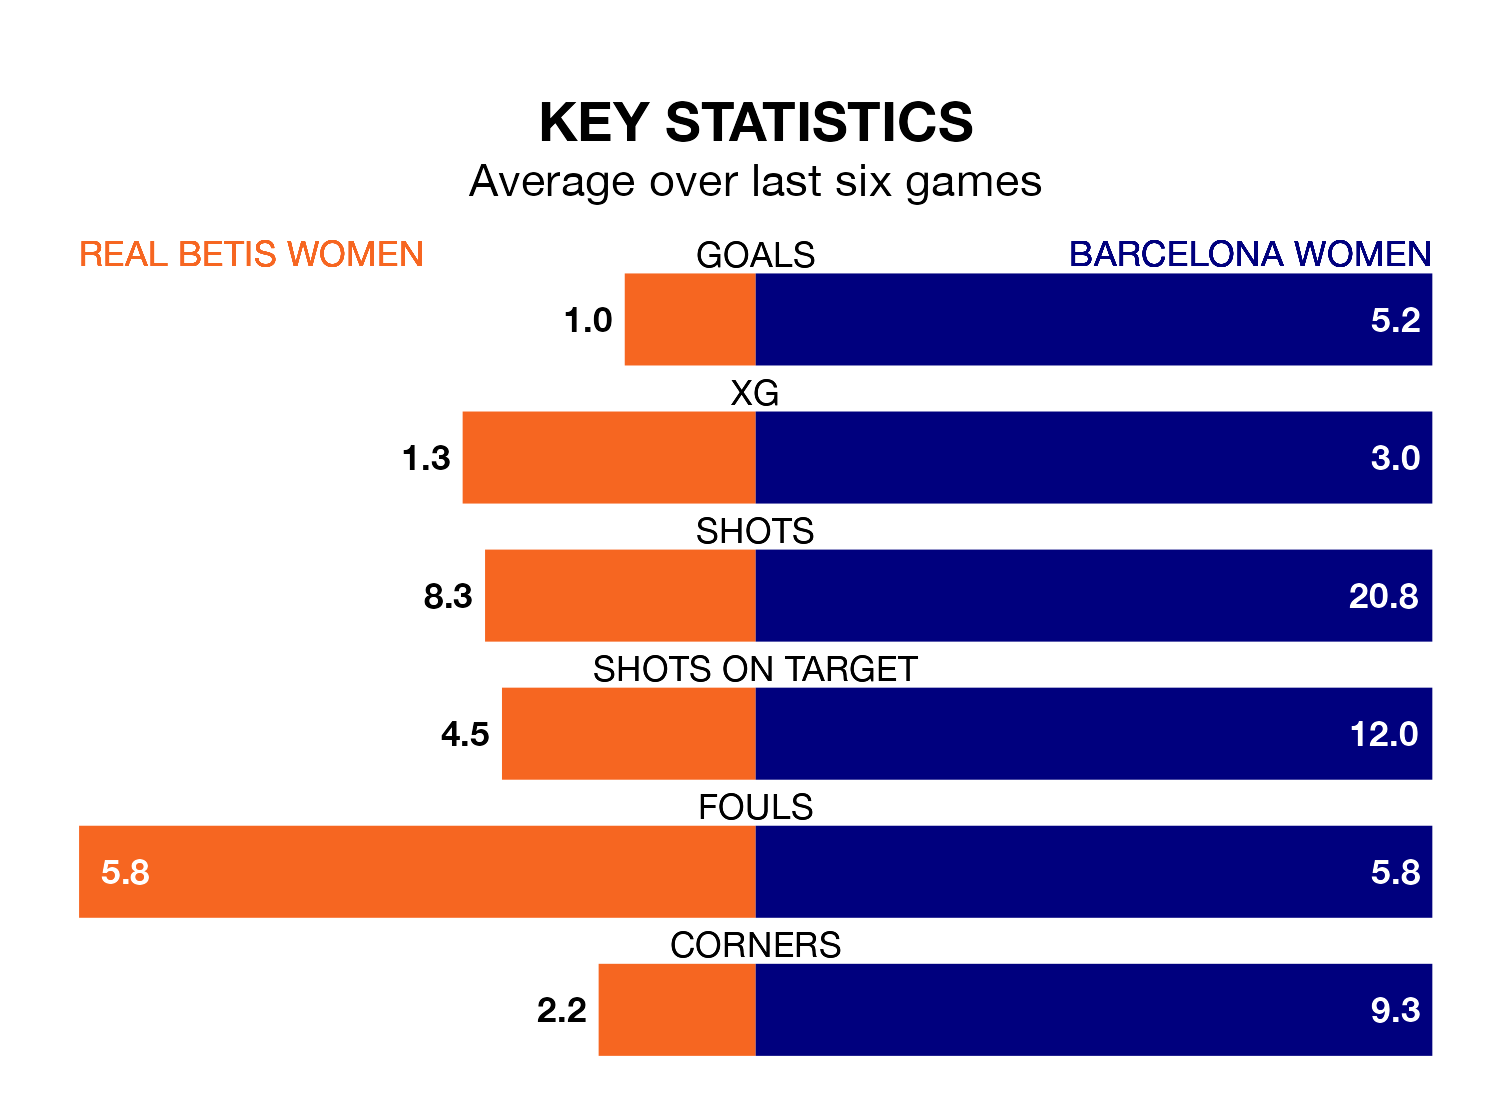 KEY STATISTICS
Average over last six games
REAL BETIS WOMEN GOALS BARCELONA WOMEN
1.0 5.2
XG
1.3 3.0
SHOTS
8.3 20.8
SHOTS ON TARGET
4.5 12.0
FOULS
5.8 5.8
CORNERS
2.2 9.3